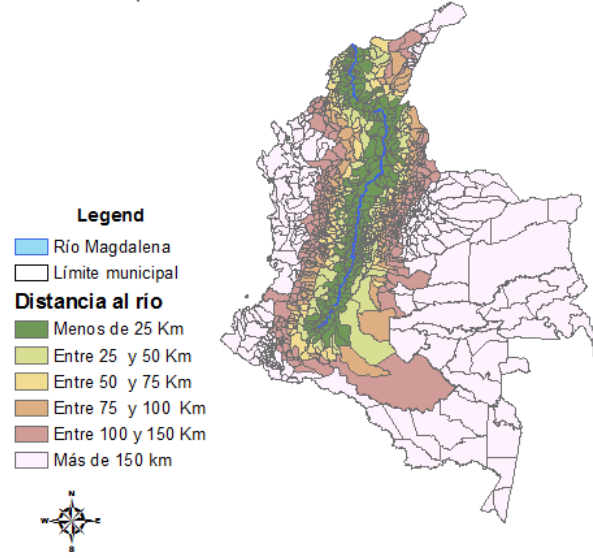 Legend
Río Magdalena
Límite municipal
Distancia al río
Menos de 25 Km
Entre 25 y 50 Km
Entre 50 y 75 Km
Entre 75 y 100 Km
Entre 100 y 150 Km
Más de 150 km
N
W E
S